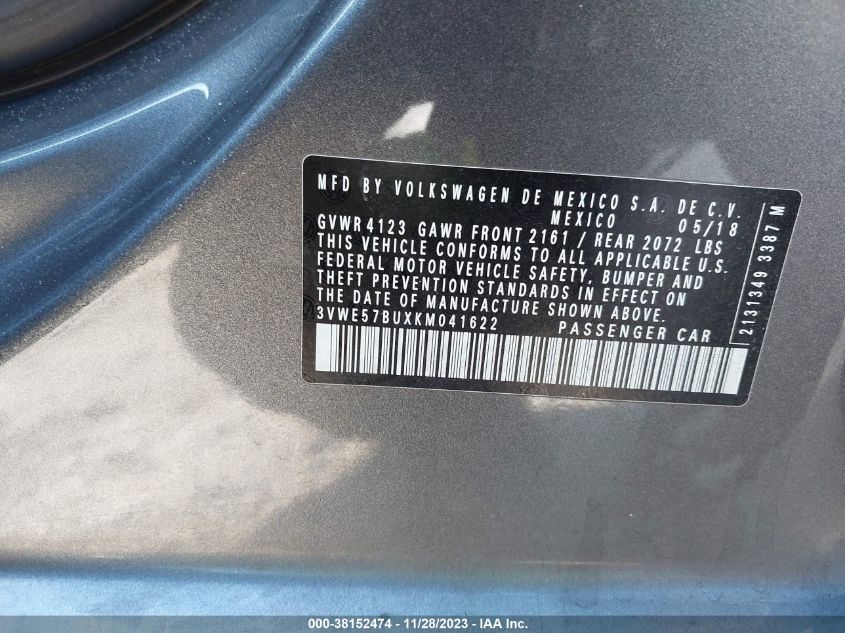 MFD BY VOLKSWAGEN DE MEXICO S.A. DE C.V.
MEXICO 05/18
GVWR 4123 GAWR FRONT 2161 / REAR 2072 LBS
THIS VEHICLE CONFORMS TO ALL APPLICABLE U.S.
FEDERAL MOTOR VEHICLE SAFETY, BUMPER AND
THEFT PREVENTION STANDARDS IN EFFECT ON
THE DATE OF MANUFACTURE SHOWN ABOVE.
3VWE57BUXKM041622 PASSENGER CAR
2131349 3387 M
000-38152474 - 11/28/2023 - IAA Inc.